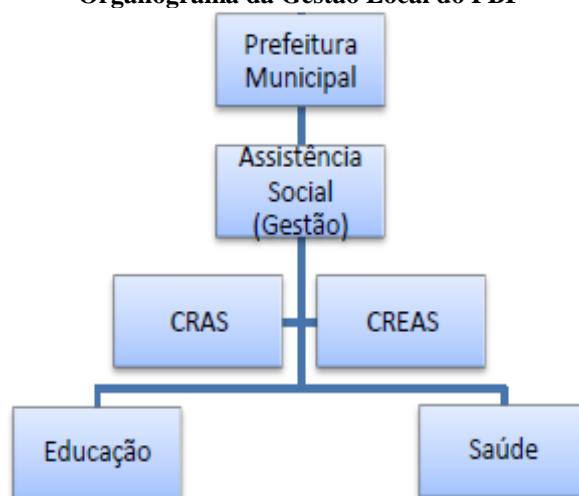 Organograma da Gestão Local do PBF
Prefeitura
Municipal
Assistência
Social
(Gestão)
CRAS
CREAS
Educação
Saúde